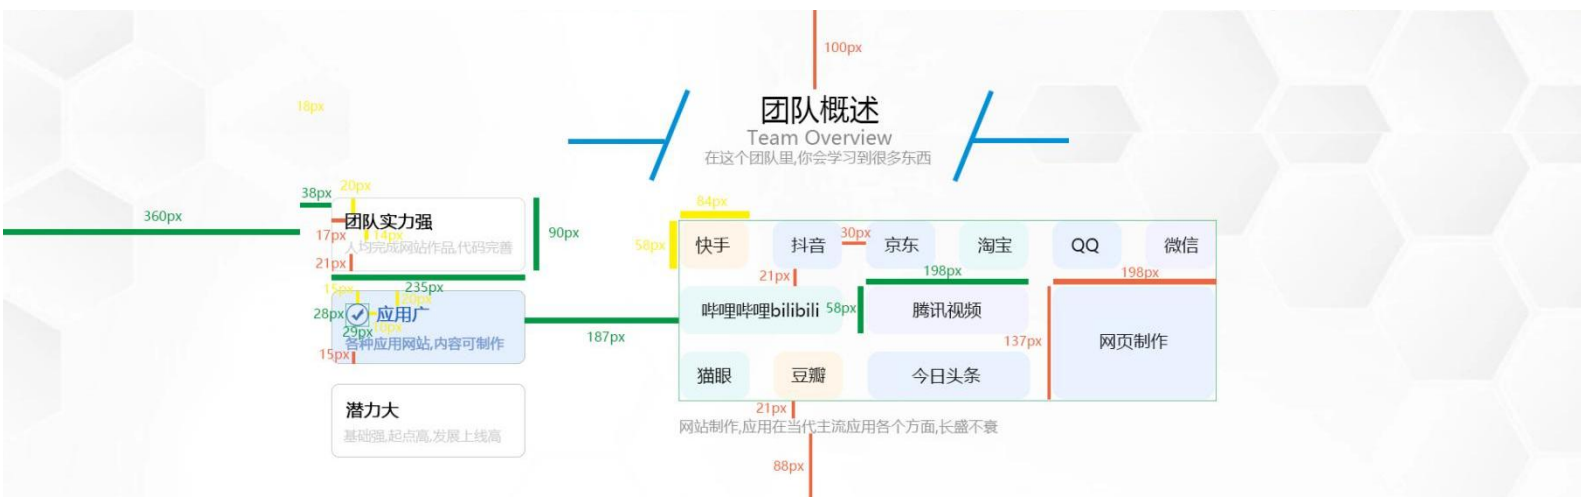 100px
团队概述
Team Overview
在这个团队里,你会学习到很多东西
18px
360px
38px
20px
团队实力强
17px
14px
人均完成网站作品,代码完善
21px
90px
235px
15px
20px
28px
应用广
10px
29px
各种应用网站,内容可制作
15px
187px
潜力大
基础强,起点高,发展上线高
84px
58px
快手
抖音
30px
京东
淘宝
QQ
微信
21px
198px
198px
哔哩哔哩bilibili
58px
腾讯视频
137px
网页制作
猫眼
豆瓣
今日头条
21px
网站制作,应用在当代主流应用各个方面,长盛不衰
88px